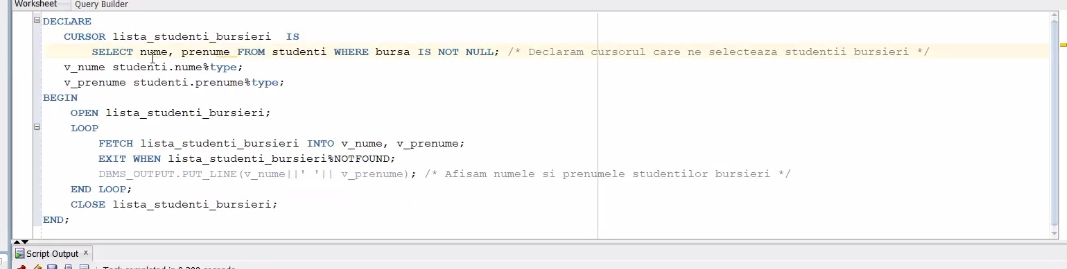 Worksheet Query Builder
DECLARE
CURSOR lista_studenti_bursieri IS
SELECT nume, prenume FROM studenti WHERE bursa IS NOT NULL; /* Declaram cursorul care ne selecteaza studentii bursieri */
v_nume studenti.nume%type;
v_prenume studenti.prenume%type;
BEGIN
OPEN lista_studenti_bursieri;
LOOP
FETCH lista_studenti_bursieri INTO v_nume, v_prenume;
EXIT WHEN lista_studenti_bursieri%NOTFOUND;
DBMS_OUTPUT.PUT_LINE(v_nume||' '|| v_prenume); /* Afisam numele si prenumele studentilor bursieri */
END LOOP;
CLOSE lista_studenti_bursieri;
END;
Script Output